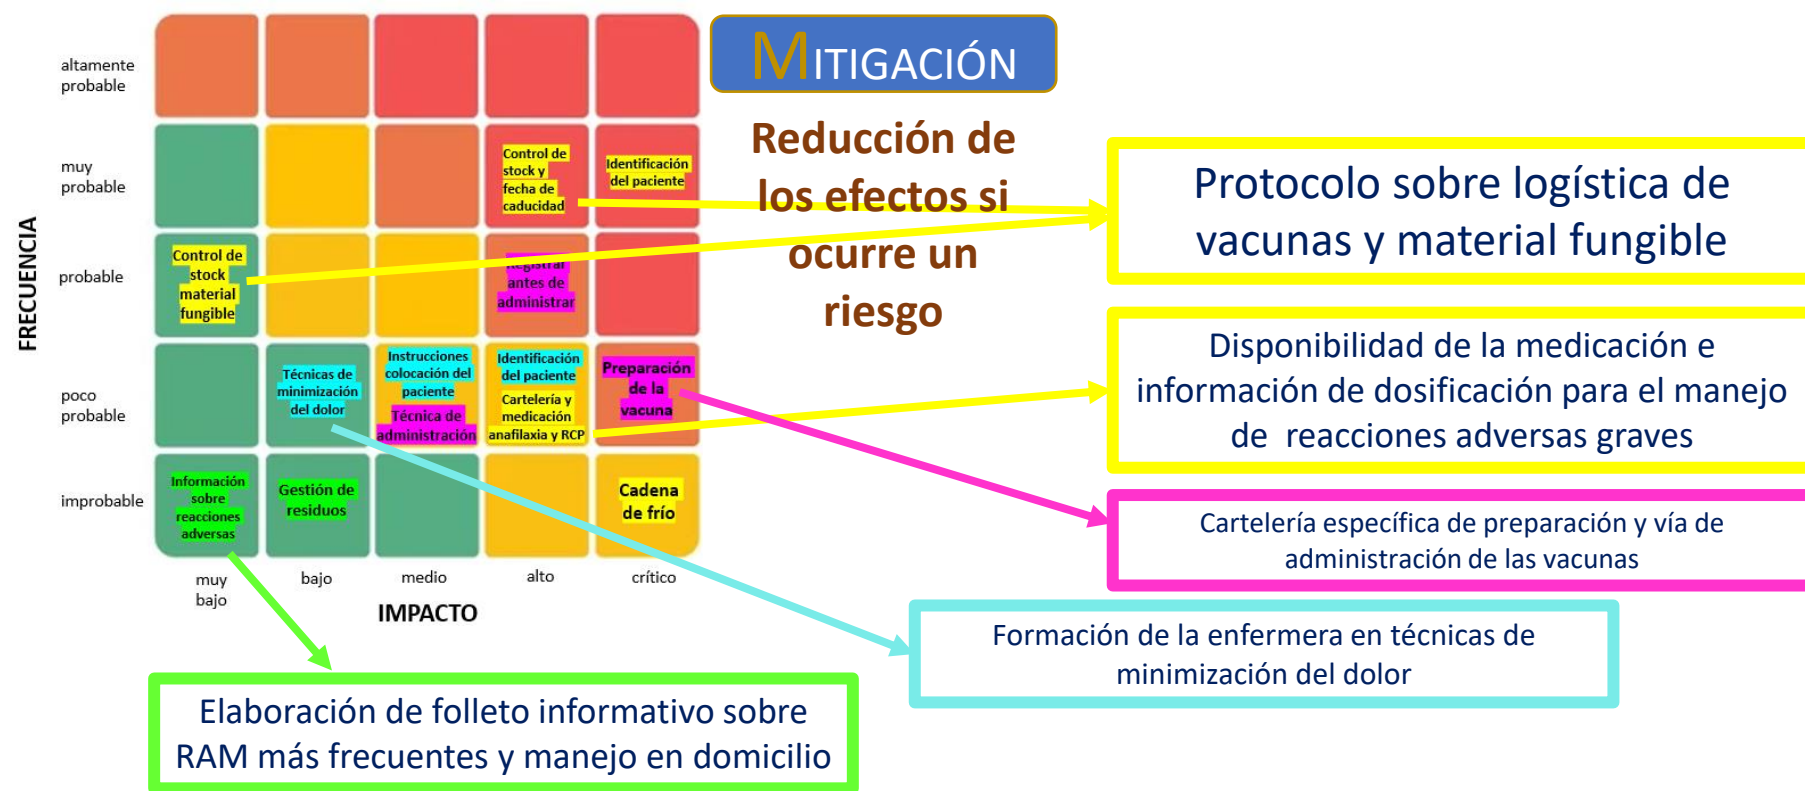 MITIGACIÓN
Reducción de
los efectos si
ocurre un
riesgo
FRECUENCIA
altamente
probable
muy
probable
Control de
stock y
fecha de
caducidad
Identificación
del paciente
probable
Control de
stock
material
fungible
Registrar
antes de
administrar
poco
probable
Técnicas de
minimización
del dolor
Instrucciones
colocación del
paciente
Técnica de
administración
Identificación
del paciente
Cartelería y
medicación
anafilaxia y RCP
Preparación
de la
vacuna
improbable
Información
sobre
reacciones
adversas
Gestión de
residuos
Cadena
de frío
muy
bajo
bajo
medio
alto
crítico
IMPACTO
Protocolo sobre logística de
vacunas y material fungible
Disponibilidad de la medicación e
información de dosificación para el manejo
de reacciones adversas graves
Cartelería específica de preparación y vía de
administración de las vacunas
Formación de la enfermera en técnicas de
minimización del dolor
Elaboración de folleto informativo sobre
RAM más frecuentes y manejo en domicilio